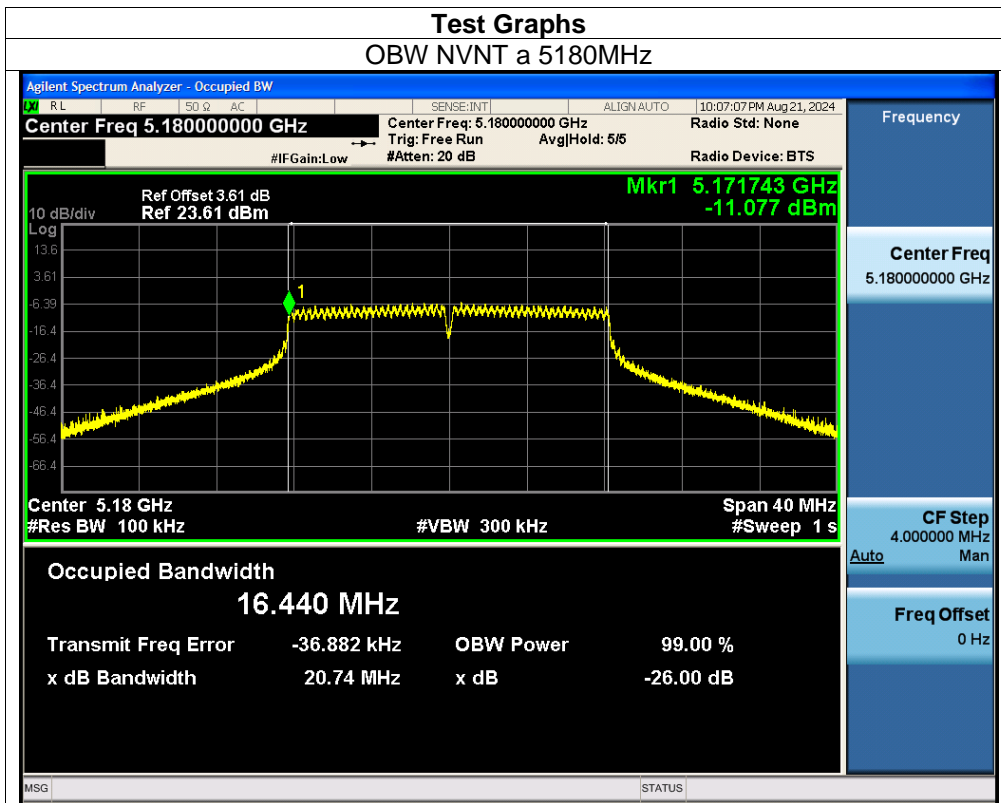 Test Graphs
OBW NVNT a 5180MHz
Agilent Spectrum Analyzer - Occupied BW
LXI RL RF 50 Ω AC SENSE:INT ALIGN AUTO 10:07:07 PM Aug 21, 2024
Center Freq 5.180000000 GHz
Center Freq: 5.180000000 GHz
Radio Std: None
Trig: Free Run Avg|Hold: 5/5
#IFGain:Low #Atten: 20 dB Radio Device: BTS
Frequency
Mkr1 5.171743 GHz
-11.077 dBm
Ref Offset 3.61 dB
10 dB/div Ref 23.61 dBm
Log
13.6
3.61
-6.39
-16.4
-26.4
-36.4
-46.4
-56.4
-66.4
1
Center 5.18 GHz Span 40 MHz
#Res BW 100 kHz #VBW 300 kHz #Sweep 1 s
Center Freq
5.180000000 GHz
CF Step
4.000000 MHz
Auto Man
Freq Offset
0 Hz
Occupied Bandwidth
16.440 MHz
Transmit Freq Error -36.882 kHz OBW Power 99.00 %
x dB Bandwidth 20.74 MHz x dB -26.00 dB
MSG STATUS